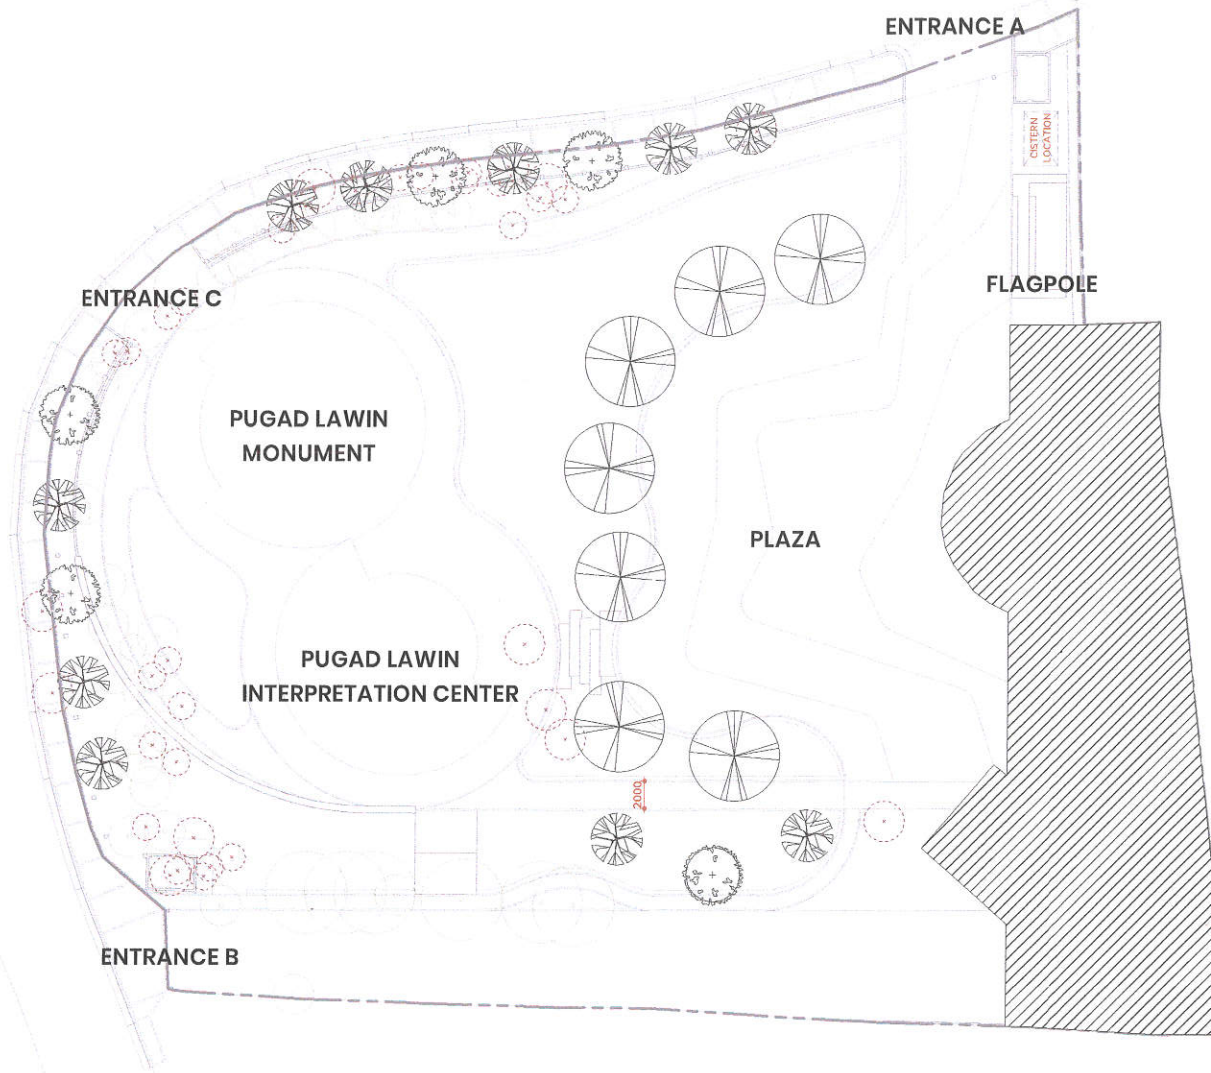 ENTRANCE A
CISTERN
LOCATION
FLAGPOLE
ENTRANCE C
PUGAD LAWIN
MONUMENT
PLAZA
PUGAD LAWIN
INTERPRETATION CENTER
2000
ENTRANCE B